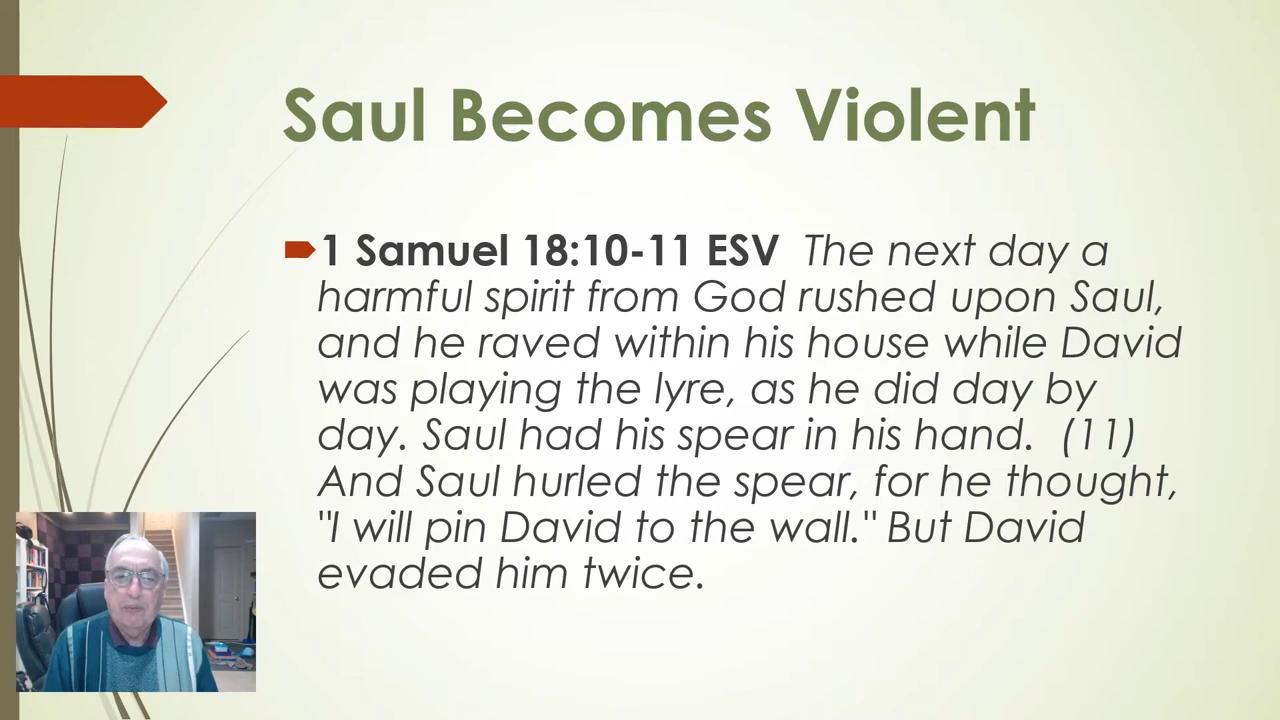 Saul Becomes Violent
1 Samuel 18:10-11 ESV  The next day a
harmful spirit from God rushed upon Saul,
and he raved within his house while David
was playing the lyre, as he did day by
day. Saul had his spear in his hand.  (11)
And Saul hurled the spear, for he thought,
"I will pin David to the wall." But David
evaded him twice.